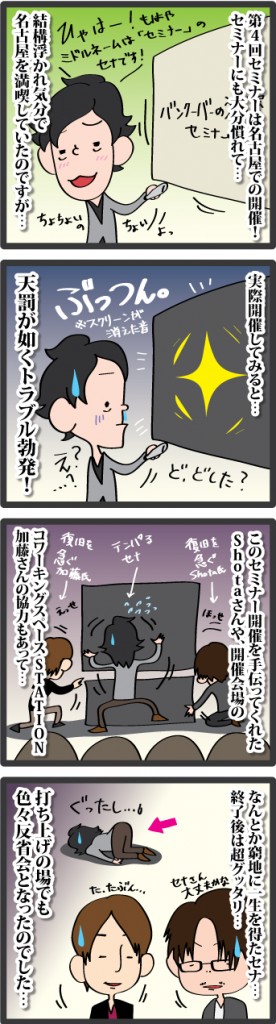 第4回セミナーは名古屋での開催！
セミナーにも大分慣れて…
ひゃはー！もはや
ミドルネームは「セミナー」の
セナです！
バンクーバーの
セミナ
結構浮かれ気分で
名古屋を満喫していたのですが…
ちょちょいの
ちょい
よっ
実際開催してみると…
ぶっつん。
※スクリーンが
消えた音
天罰が如くトラブル勃発！
え？…？
ど、どした？
このセミナー開催を手伝ってくれた
Shotaさんや、開催会場の
復旧を
急ぐ
Shota氏
テンパる
セナ
復旧を
急ぐ
加藤氏
コワーキングスペースSTATION
加藤さんの協力もあって…
なんとか窮地に一生を得たセナ…
終了後は超グッタリ…
ぐったし…。
セナさん
大丈夫かな
た、たぶん…
打ち上げの場でも
色々反省会となったのでした…